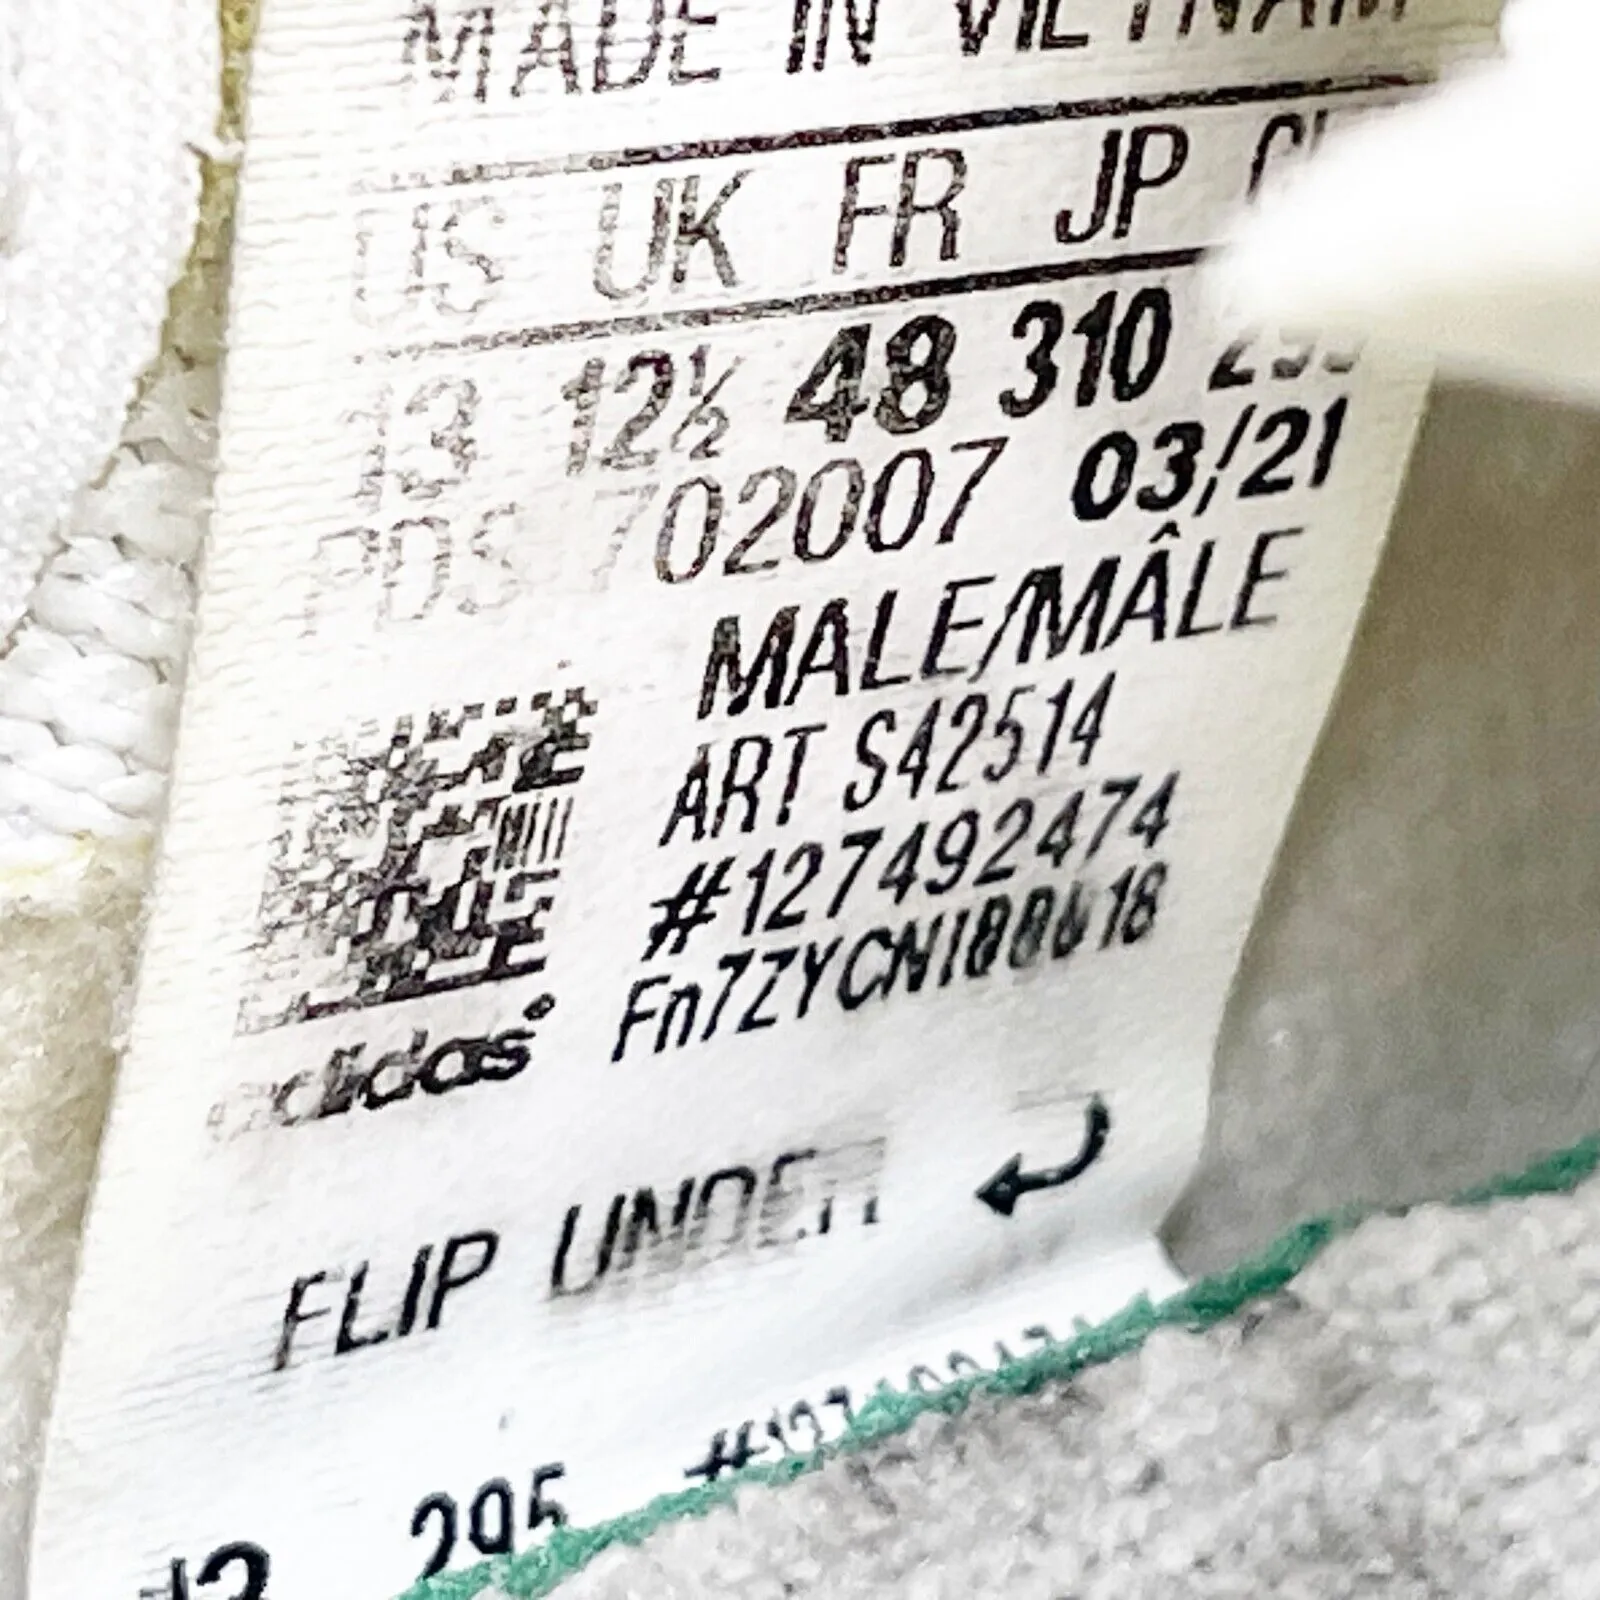 MADE IN VIETNAM
US UK FR JP
13 12½ 48 310
PDS 702007 03/21
MALE/MÂLE
ART S42514
#127492474
adidas
FLIP UNDER
295